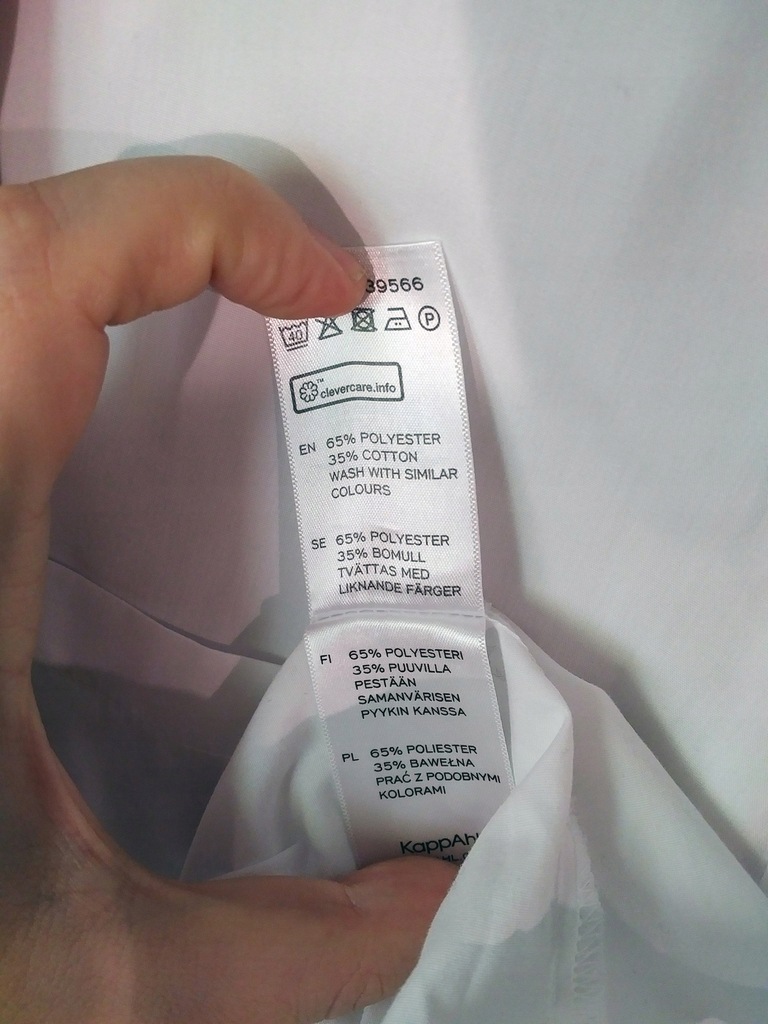 39566
40
P
clevercare.info
EN 65% POLYESTER
35% COTTON
WASH WITH SIMILAR
COLOURS
SE 65% POLYESTER
35% BOMULL
TVÄTTAS MED
LIKNANDE FÄRGER
FI 65% POLYESTERI
35% PUUVILLA
PESTÄÄN
SAMANVÄRISEN
PYYKIN KANSSA
PL 65% POLIESTER
35% BAWEŁNA
PRAĆ Z PODOBNYMI
KOLORAMI
KappAhl